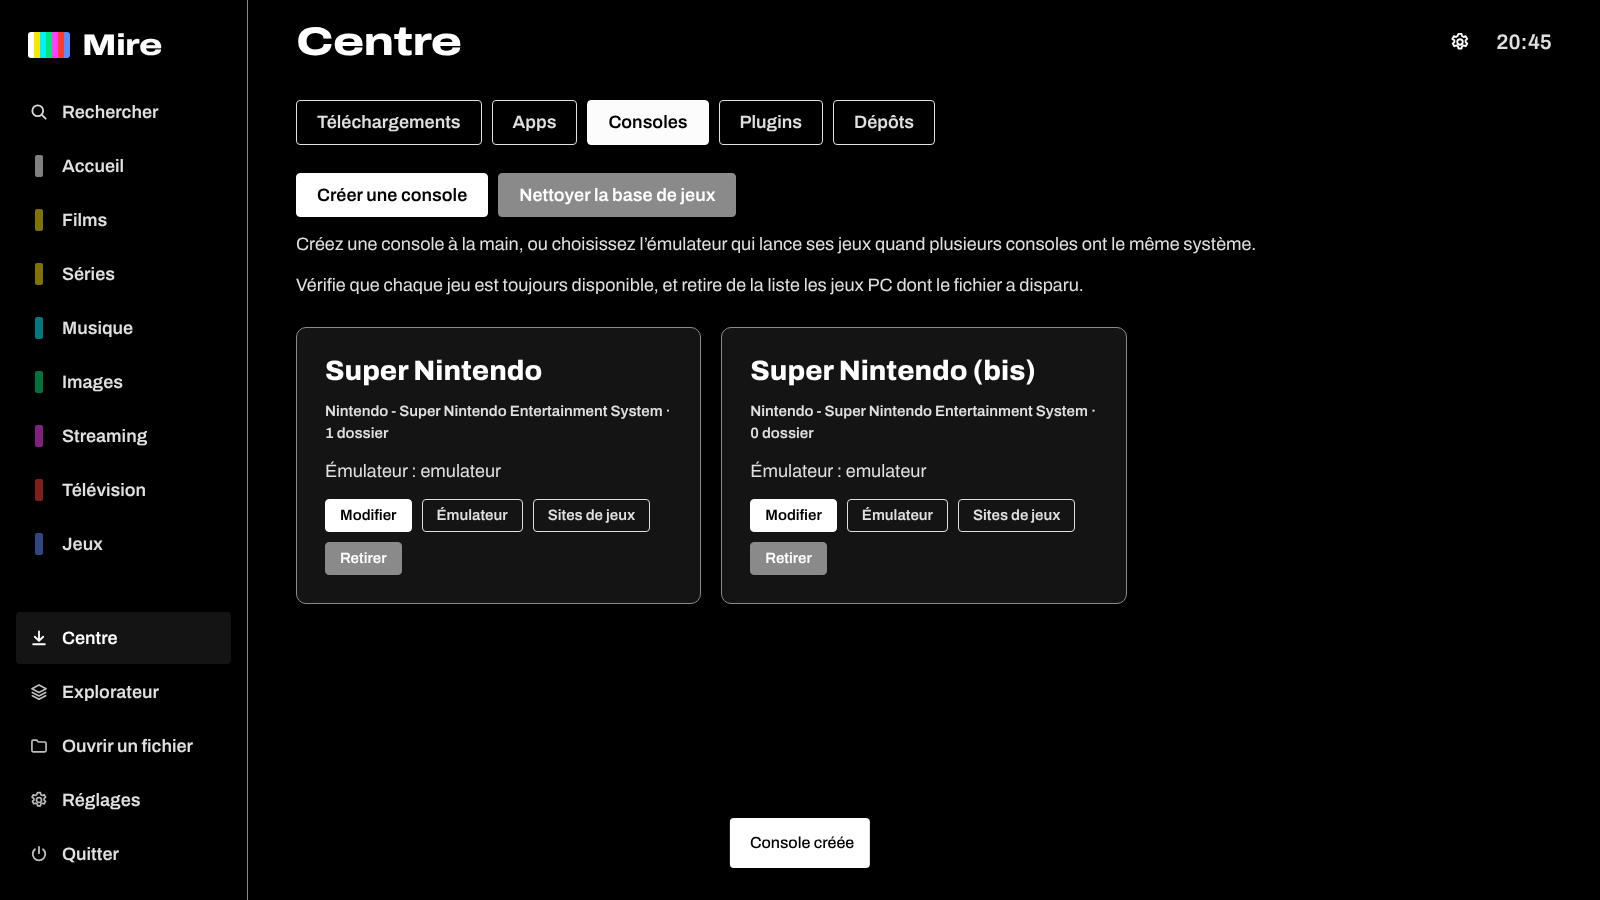 Mire
Rechercher
Accueil
Films
Séries
Musique
Images
Streaming
Télévision
Jeux
Centre
Explorateur
Ouvrir un fichier
Réglages
Quitter
Centre
20:45
Téléchargements
Apps
Consoles
Plugins
Dépôts
Créer une console
Nettoyer la base de jeux
Créez une console à la main, ou choisissez l’émulateur qui lance ses jeux quand plusieurs consoles ont le même système.
Vérifie que chaque jeu est toujours disponible, et retire de la liste les jeux PC dont le fichier a disparu.
Super Nintendo
Nintendo - Super Nintendo Entertainment System ·
1 dossier
Émulateur : emulateur
Modifier
Émulateur
Sites de jeux
Retirer
Super Nintendo (bis)
Nintendo - Super Nintendo Entertainment System ·
0 dossier
Émulateur : emulateur
Modifier
Émulateur
Sites de jeux
Retirer
Console créée